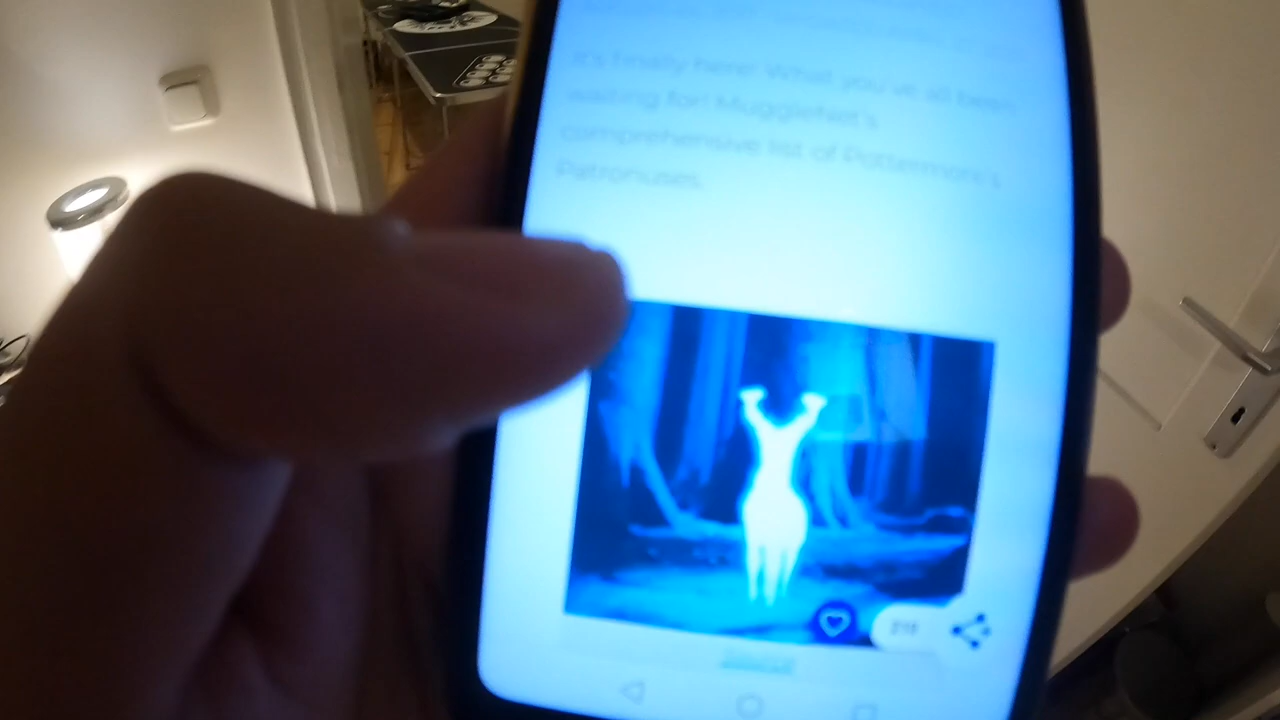 It's finally here! What you've all been
waiting for! MuggleNet's
comprehensive list of Pottermore's
Patronuses.